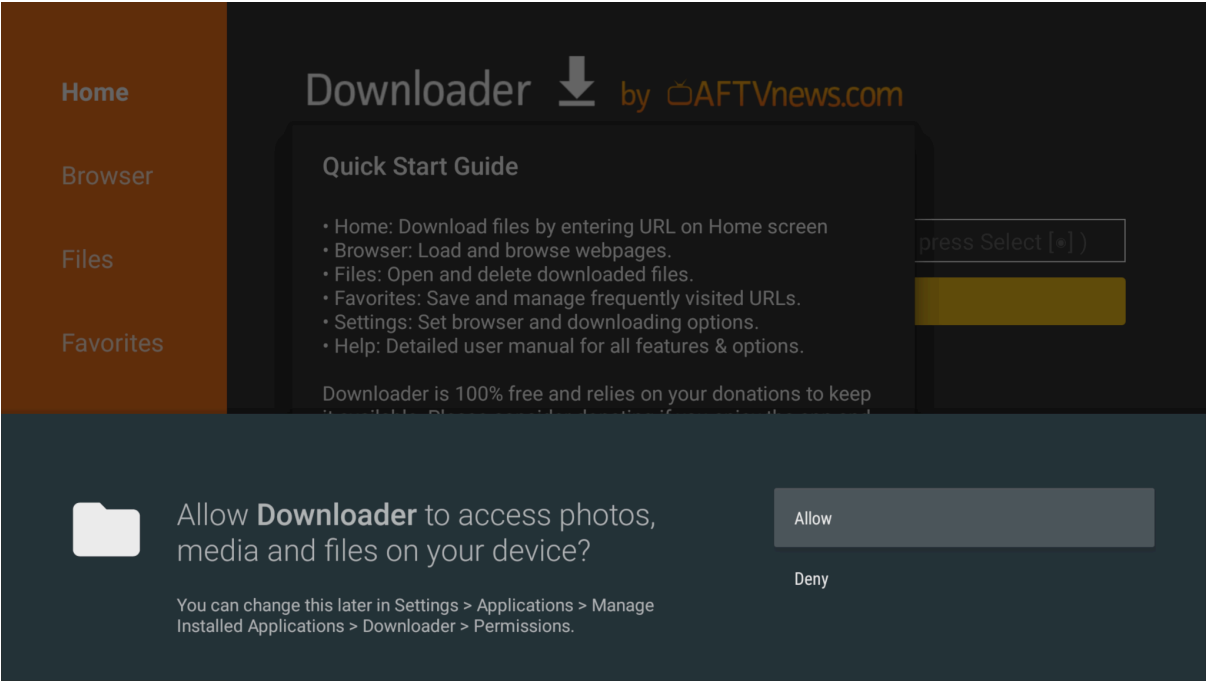 Home
Browser
Files
Favorites
Downloader by AFTVnews.com
Quick Start Guide
• Home: Download files by entering URL on Home screen
• Browser: Load and browse webpages.
• Files: Open and delete downloaded files.
• Favorites: Save and manage frequently visited URLs.
• Settings: Set browser and downloading options.
• Help: Detailed user manual for all features & options.
Downloader is 100% free and relies on your donations to keep
press Select [◉] )
Allow Downloader to access photos,
media and files on your device?
You can change this later in Settings > Applications > Manage
Installed Applications > Downloader > Permissions.
Allow
Deny